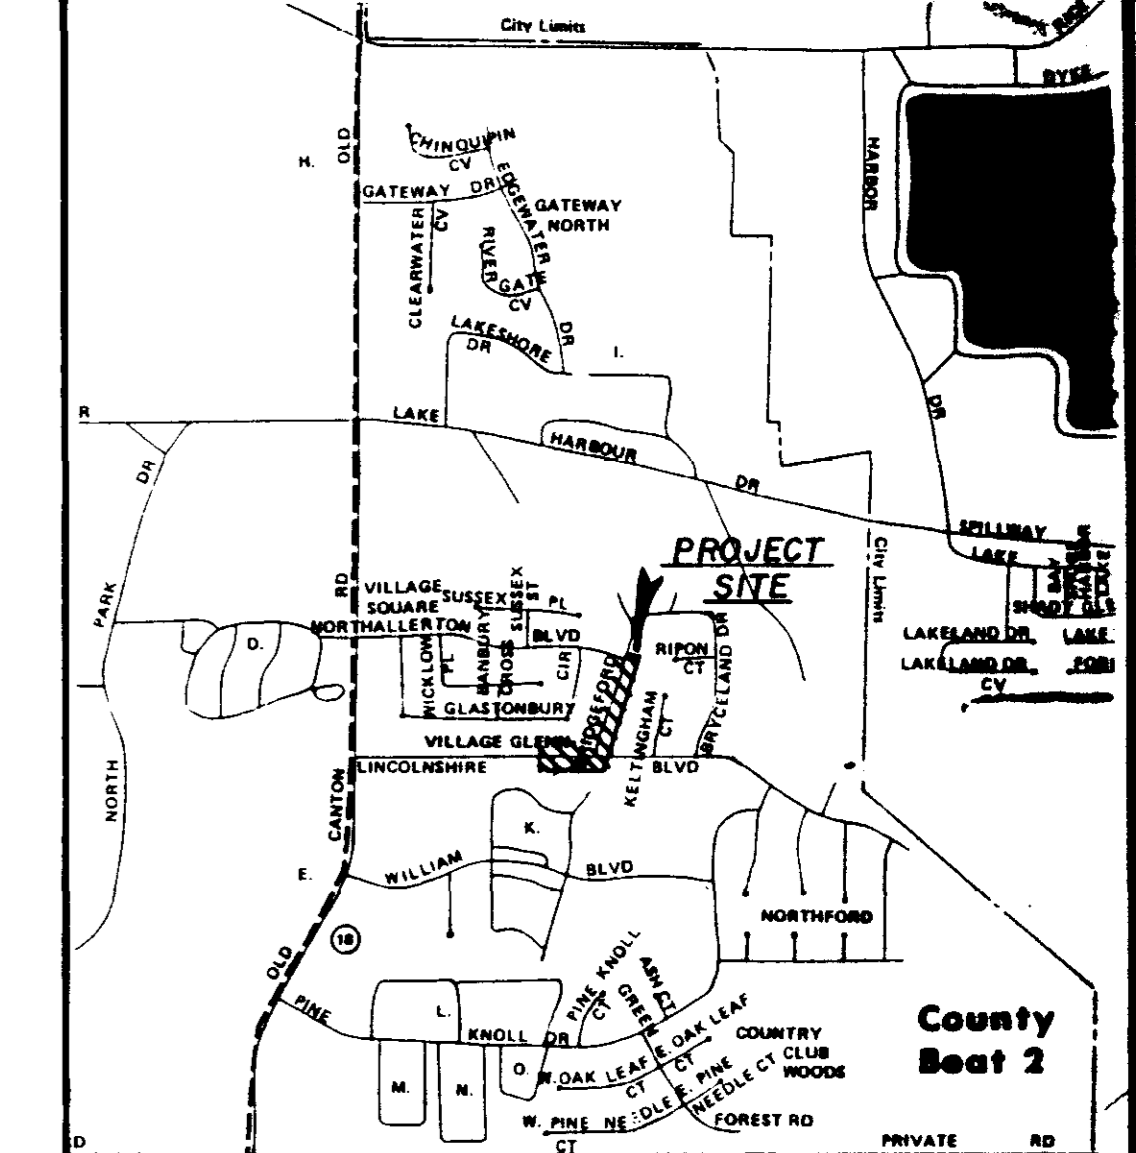 City Limits
DYKE
HARBOR
OLD
H.
CHINQUIPIN
CV
GATEWAY DR
EDGEWATER
GATEWAY
NORTH
CLEARWATER
CV
RIVER
GATE
CV
DR
LAKESHORE
DR
I.
R
LAKE
HARBOUR
DR
DR
DR
SPILLWAY
LAKE
City Limits
PROJECT
SITE
PARK
RD
VILLAGE
SQUARE
SUSSEX
PL
SUSSEX
ST
NORTHALLERTON
BLVD
D.
WICKLOW
PL
BANBURY
CROSS
CIR
GLASTONBURY
RIPON
CT
BRYCELAND DR
KELTINGHAM
CT
VILLAGE GLENN
LINCOLNSHIRE
BLVD
LAKELAND DR
LAKE
LAKELAND DR
CV
NORTH
CANTON
K.
E.
WILLIAM
BLVD
NORTHFORD
18
OLD
PINE
KNOLL
DR
L.
M.
N.
O.
PINE KNOLL
CT
ASH CT
GREEN
W. OAK LEAF
CT
E. OAK LEAF
CT
COUNTRY
CLUB
WOODS
W. PINE NEEDLE
CT
E. PINE
NEEDLE CT
FOREST RD
County
Beat 2
D
PRIVATE RD